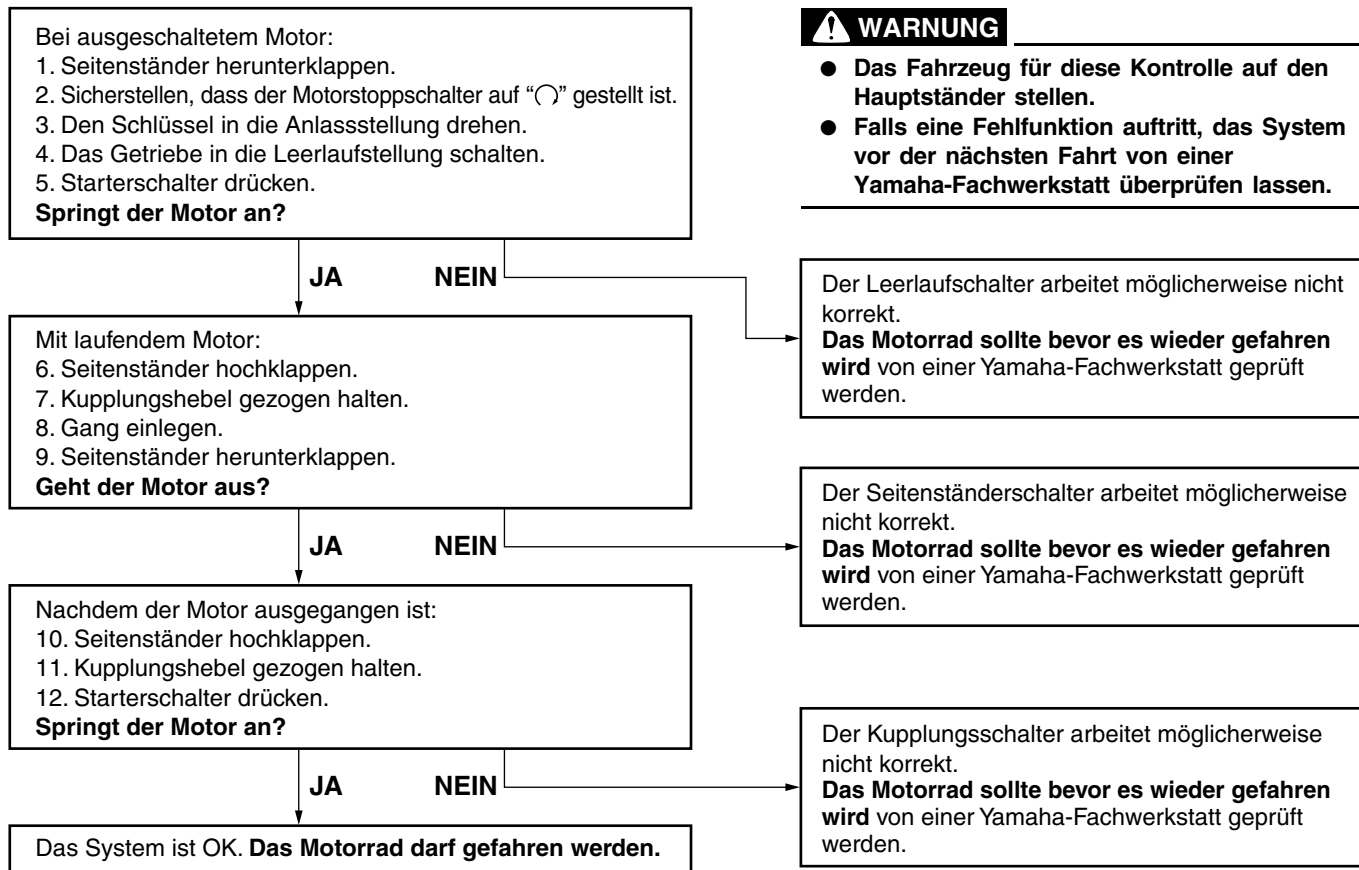 Bei ausgeschaltetem Motor:
1. Seitenständer herunterklappen.
2. Sicherstellen, dass der Motorstoppschalter auf “○” gestellt ist.
3. Den Schlüssel in die Anlassstellung drehen.
4. Das Getriebe in die Leerlaufstellung schalten.
5. Starterschalter drücken.
Springt der Motor an?
WARNUNG
● Das Fahrzeug für diese Kontrolle auf den
Hauptständer stellen.
● Falls eine Fehlfunktion auftritt, das System
vor der nächsten Fahrt von einer
Yamaha-Fachwerkstatt überprüfen lassen.
JA NEIN
Der Leerlaufschalter arbeitet möglicherweise nicht
korrekt.
Das Motorrad sollte bevor es wieder gefahren
wird von einer Yamaha-Fachwerkstatt geprüft
werden.
Mit laufendem Motor:
6. Seitenständer hochklappen.
7. Kupplungshebel gezogen halten.
8. Gang einlegen.
9. Seitenständer herunterklappen.
Geht der Motor aus?
JA NEIN
Der Seitenständerschalter arbeitet möglicherweise
nicht korrekt.
Das Motorrad sollte bevor es wieder gefahren
wird von einer Yamaha-Fachwerkstatt geprüft
werden.
Nachdem der Motor ausgegangen ist:
10. Seitenständer hochklappen.
11. Kupplungshebel gezogen halten.
12. Starterschalter drücken.
Springt der Motor an?
JA NEIN
Der Kupplungsschalter arbeitet möglicherweise
nicht korrekt.
Das Motorrad sollte bevor es wieder gefahren
wird von einer Yamaha-Fachwerkstatt geprüft
werden.
Das System ist OK. Das Motorrad darf gefahren werden.